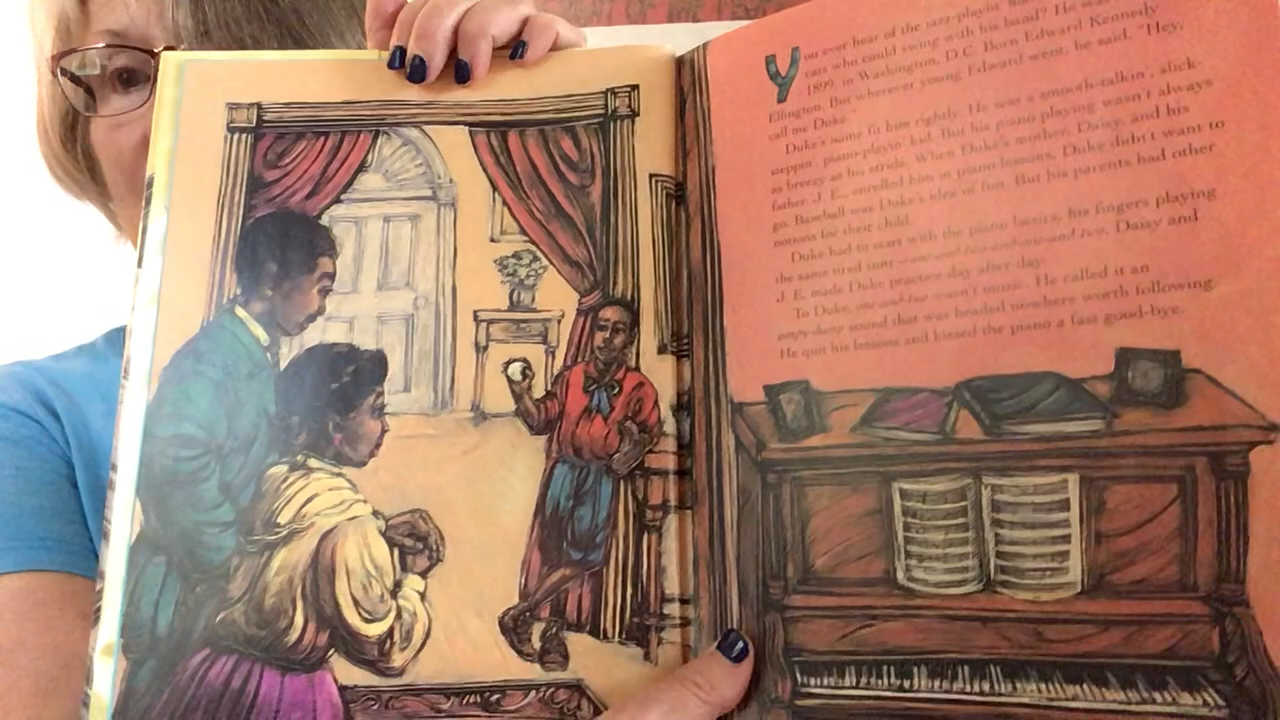 You ever hear of the jazz-playin'
cats who could swing with his band? He was
1899, in Washington, D.C. Born Edward Kennedy
Ellington. But wherever young Edward went, he said, "Hey,
call me Duke."
Duke's name fit him rightly. He was a smooth-talkin', slick-
steppin', piano-playin' kid. But his piano playing wasn't always
as breezy as his stride. When Duke's mother, Daisy, and his
father, J. E., enrolled him in piano lessons, Duke didn't want to
go. Baseball was Duke's idea of fun. But his parents had other
notions for their child.
Duke had to start with the piano basics, his fingers playing
the same tired tune—one-and-two-and-one-and-two. Daisy and
J. E. made Duke practice day after day.
To Duke, one-and-two wasn't music. He called it an
umpy-dump sound that was headed nowhere worth following.
He quit his lessons and kissed the piano a fast good-bye.